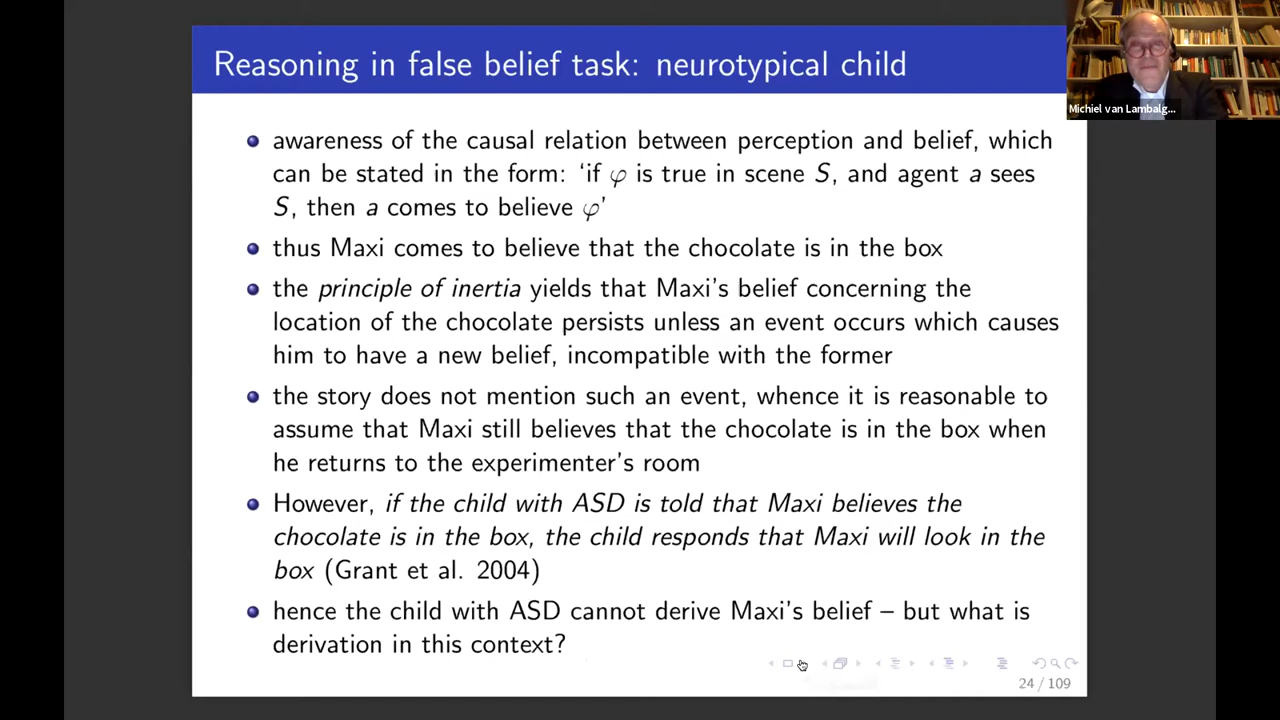 Reasoning in false belief task: neurotypical child
Michiel van Lambalg...
awareness of the causal relation between perception and belief, which
can be stated in the form: ‘if φ is true in scene S, and agent a sees
S, then a comes to believe φ’
thus Maxi comes to believe that the chocolate is in the box
the principle of inertia yields that Maxi’s belief concerning the
location of the chocolate persists unless an event occurs which causes
him to have a new belief, incompatible with the former
the story does not mention such an event, whence it is reasonable to
assume that Maxi still believes that the chocolate is in the box when
he returns to the experimenter’s room
However, if the child with ASD is told that Maxi believes the
chocolate is in the box, the child responds that Maxi will look in the
box (Grant et al. 2004)
hence the child with ASD cannot derive Maxi’s belief – but what is
derivation in this context?
24 / 109